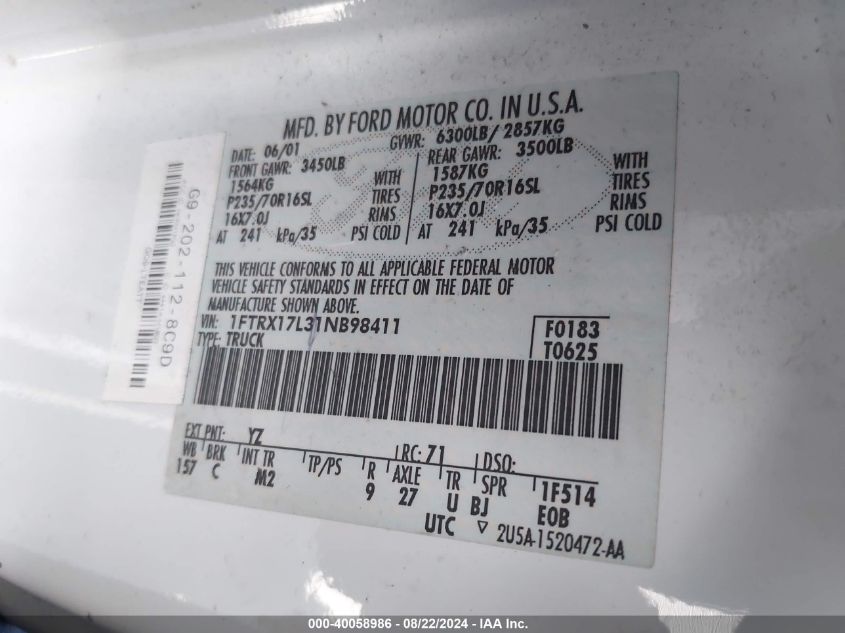 MFD. BY FORD MOTOR CO. IN U.S.A.
DATE: 06/01 GVWR: 6300LB/ 2857KG
FRONT GAWR: 3450LB REAR GAWR: 3500LB
1564KG WITH 1587KG WITH
P235/70R16SL TIRES P235/70R16SL TIRES
16X7.0J RIMS 16X7.0J RIMS
AT 241 kPa/35 PSI COLD AT 241 kPa/35 PSI COLD
THIS VEHICLE CONFORMS TO ALL APPLICABLE FEDERAL MOTOR
VEHICLE SAFETY STANDARDS IN EFFECT ON THE DATE OF
MANUFACTURE SHOWN ABOVE.
VIN: 1FTRX17L31NB98411 F0183
TYPE: TRUCK T0625
EXT PNT: YZ RC: 71 DSO:
WB BRK INT TR TP/PS R AXLE TR SPR 1F514
157 C M2 9 27 U BJ EOB
UTC ▽ 2U5A-1520472-AA
G9-202-112-8C9D
000-40058986 - 08/22/2024 - IAA Inc.